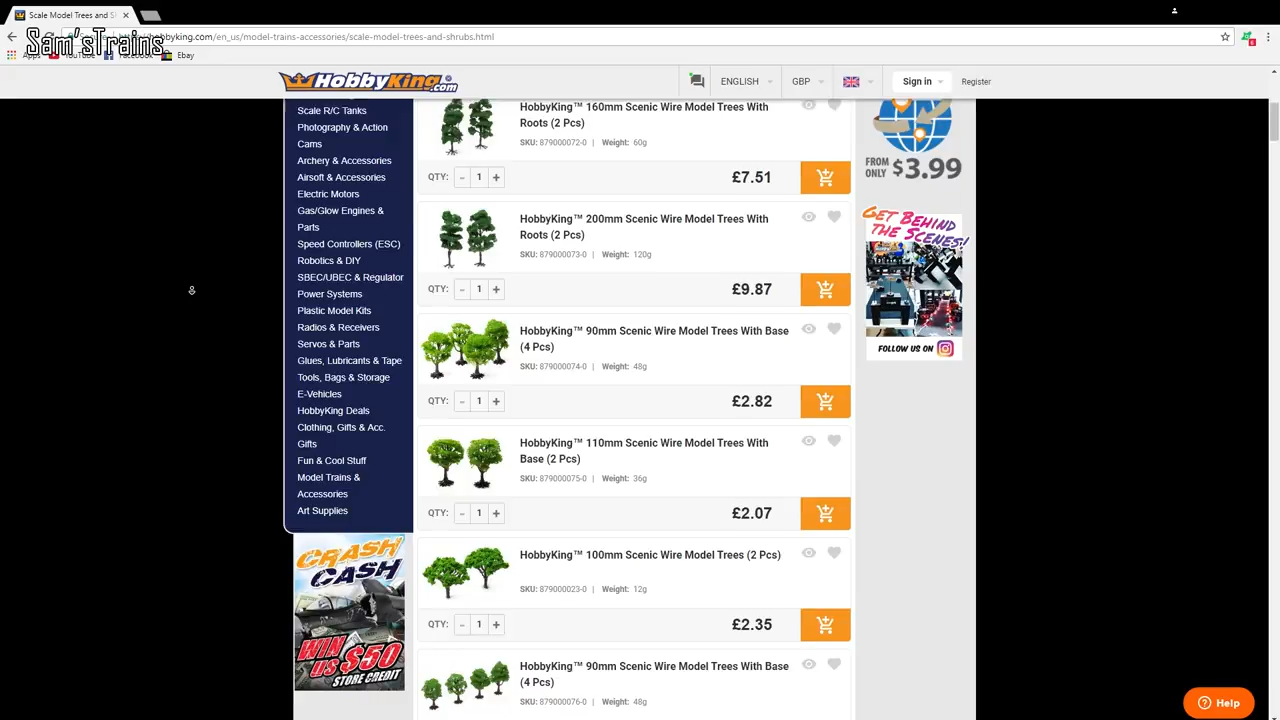 Scale Model Trees and Sh
Sam'sTrains
hobbyking.com/en_us/model-trains-accessories/scale-model-trees-and-shrubs.html
Apps
YouTube
Facebook
Ebay
HobbyKing.com
ENGLISH
GBP
Sign in
Register
Scale R/C Tanks
Photography & Action
Cams
Archery & Accessories
Airsoft & Accessories
Electric Motors
Gas/Glow Engines &
Parts
Speed Controllers (ESC)
Robotics & DIY
SBEC/UBEC & Regulator
Power Systems
Plastic Model Kits
Radios & Receivers
Servos & Parts
Glues, Lubricants & Tape
Tools, Bags & Storage
E-Vehicles
HobbyKing Deals
Clothing, Gifts & Acc.
Gifts
Fun & Cool Stuff
Model Trains &
Accessories
Art Supplies
CRASH
CASH
WIN
US $50
STORE CREDIT
HobbyKing™ 160mm Scenic Wire Model Trees With
Roots (2 Pcs)
SKU: 879000072-0 | Weight: 60g
QTY: - 1 + £7.51
HobbyKing™ 200mm Scenic Wire Model Trees With
Roots (2 Pcs)
SKU: 879000073-0 | Weight: 120g
QTY: - 1 + £9.87
HobbyKing™ 90mm Scenic Wire Model Trees With Base
(4 Pcs)
SKU: 879000074-0 | Weight: 48g
QTY: - 1 + £2.82
HobbyKing™ 110mm Scenic Wire Model Trees With
Base (2 Pcs)
SKU: 879000075-0 | Weight: 36g
QTY: - 1 + £2.07
HobbyKing™ 100mm Scenic Wire Model Trees (2 Pcs)
SKU: 879000023-0 | Weight: 12g
QTY: - 1 + £2.35
HobbyKing™ 90mm Scenic Wire Model Trees With Base
(4 Pcs)
SKU: 879000076-0 | Weight: 48g
FROM
ONLY $3.99
GET BEHIND
THE SCENES!
FOLLOW US ON
Help